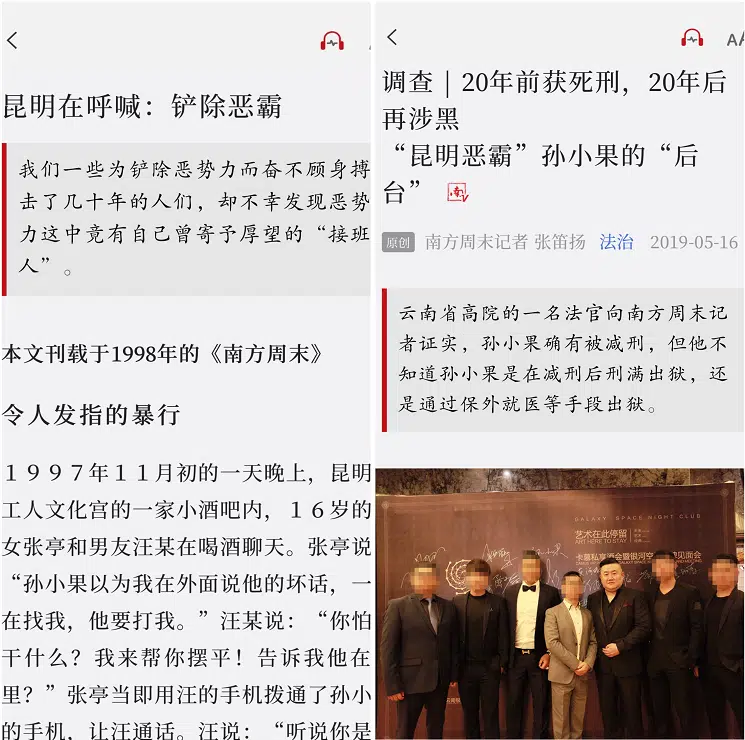 昆明在呼喊：铲除恶霸
我们一些为铲除恶势力而奋不顾身搏
去了几十年的人们，却不幸发现恶势
力这中竟有自己曾寄予厚望的“接班
人”。
本文刊载于1998年的《南方周末》
令人发指的暴行
１９９７年１１月初的一天晚上，昆明
工人文化宫的一家小酒吧内，１６岁的
女张亭和男友汪某在喝酒聊天。张亭说
“孙小果以为我在外面说他的坏话，一
在找我，他要打我。”汪某说：“你怕
干什么？我来帮你摆平！告诉我他在
里？”张亭当即用汪的手机拨通了孙小
的手机，让汪通话。汪说：“听说你是
AA
调查｜20年前获死刑，20年后
再涉黑
“昆明恶霸”孙小果的“后
台”
原创 南方周末记者 张笛扬 法治 2019-05-16
云南省高院的一名法官向南方周末记
者证实，孙小果确有被减刑，但他不
知道孙小果是在减刑后刑满出狱，还
是通过保外就医等手段出狱。
GALAXY SPACE NIGHT CLUB
艺术在此停留
ART HERE TO STAY